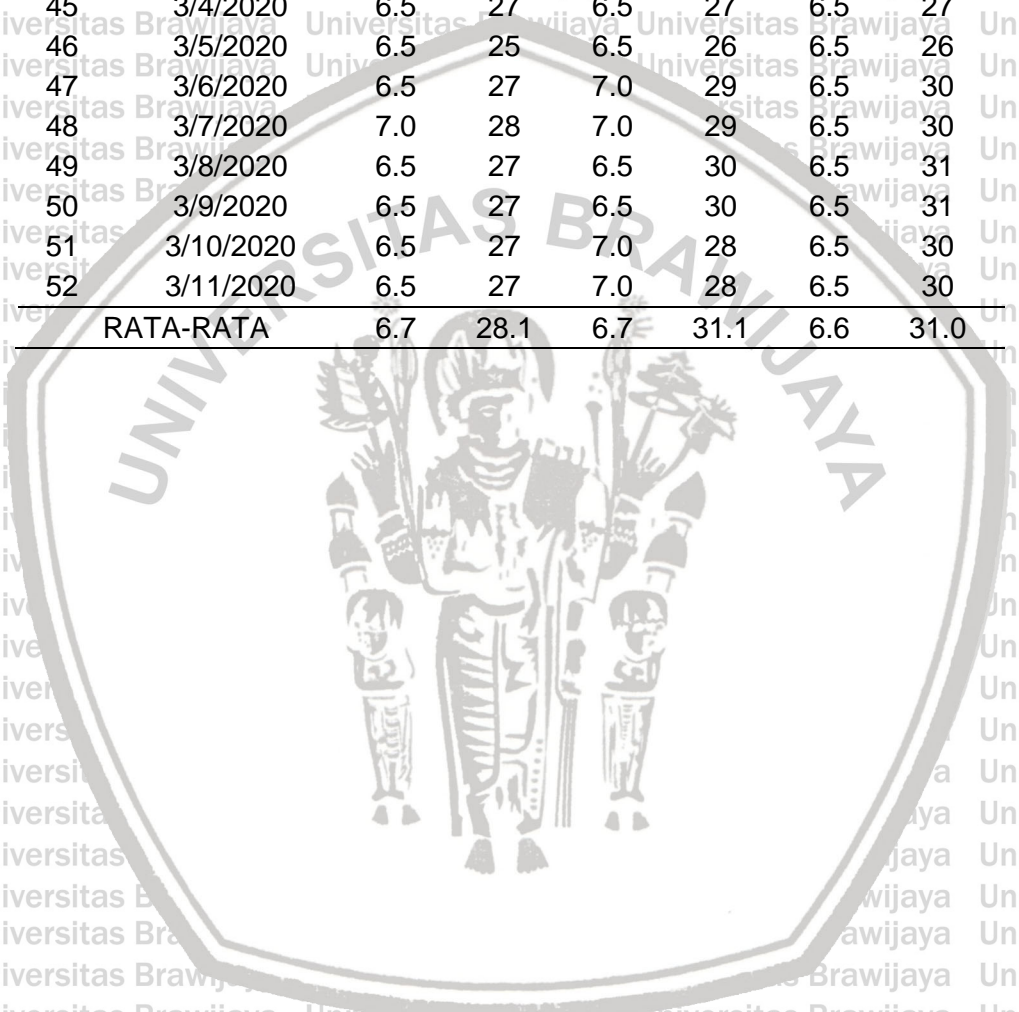 45 3/4/2020 6.5 27 6.5 27 6.5 27
46 3/5/2020 6.5 25 6.5 26 6.5 26
47 3/6/2020 6.5 27 7.0 29 6.5 30
48 3/7/2020 7.0 28 7.0 29 6.5 30
49 3/8/2020 6.5 27 6.5 30 6.5 31
50 3/9/2020 6.5 27 6.5 30 6.5 31
51 3/10/2020 6.5 27 7.0 28 6.5 30
52 3/11/2020 6.5 27 7.0 28 6.5 30
RATA-RATA 6.7 28.1 6.7 31.1 6.6 31.0
UNIVERSITAS BRAWIJAYA